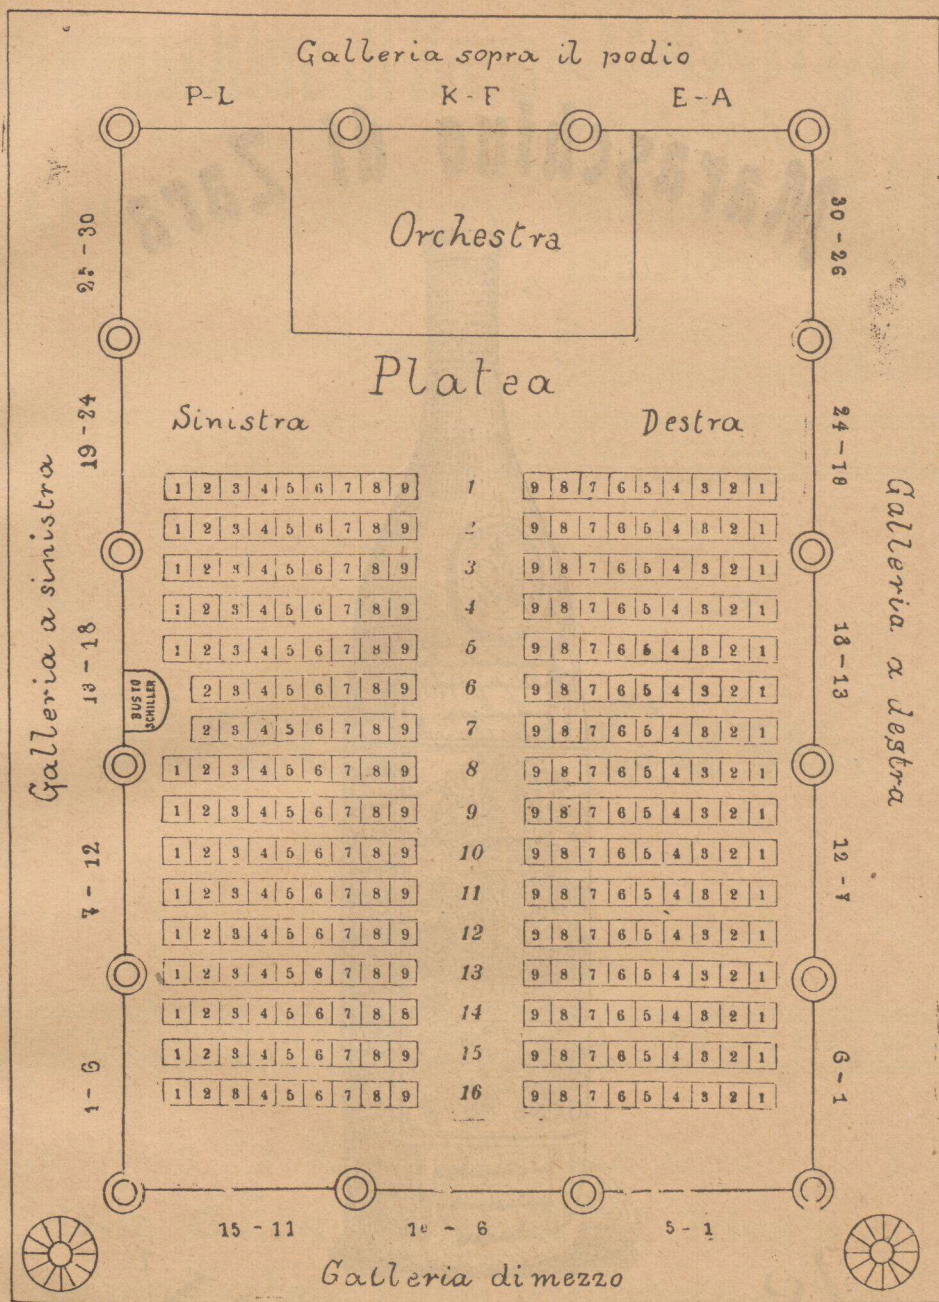 Galleria sopra il podio
P-L K-F E-A
Orchestra
25-30
30-26
Platea
Sinistra Destra
19-24
24-18
1 2 3 4 5 6 7 8 9 1 9 8 7 6 5 4 3 2 1
1 2 3 4 5 6 7 8 9 2 9 8 7 6 5 4 3 2 1
1 2 3 4 5 6 7 8 9 3 9 8 7 6 5 4 3 2 1
1 2 3 4 5 6 7 8 9 4 9 8 7 6 5 4 3 2 1
1 2 3 4 5 6 7 8 9 5 9 8 7 6 5 4 3 2 1
2 3 4 5 6 7 8 9 6 9 8 7 6 5 4 3 2 1
2 3 4 5 6 7 8 9 7 9 8 7 6 5 4 3 2 1
1 2 3 4 5 6 7 8 9 8 9 8 7 6 5 4 3 2 1
1 2 3 4 5 6 7 8 9 9 9 8 7 6 5 4 3 2 1
1 2 3 4 5 6 7 8 9 10 9 8 7 6 5 4 3 2 1
1 2 3 4 5 6 7 8 9 11 9 8 7 6 5 4 3 2 1
1 2 3 4 5 6 7 8 9 12 9 8 7 6 5 4 3 2 1
1 2 3 4 5 6 7 8 9 13 9 8 7 6 5 4 3 2 1
1 2 3 4 5 6 7 8 8 14 9 8 7 6 5 4 3 2 1
1 2 3 4 5 6 7 8 9 15 9 8 7 6 5 4 3 2 1
1 2 3 4 5 6 7 8 9 16 9 8 7 6 5 4 3 2 1
Galleria a sinistra
Galleria a destra
13-18
18-13
BUSTO
SCHILLER
7-12
12-7
1-6
6-1
15-11 10-6 5-1
Galleria di mezzo